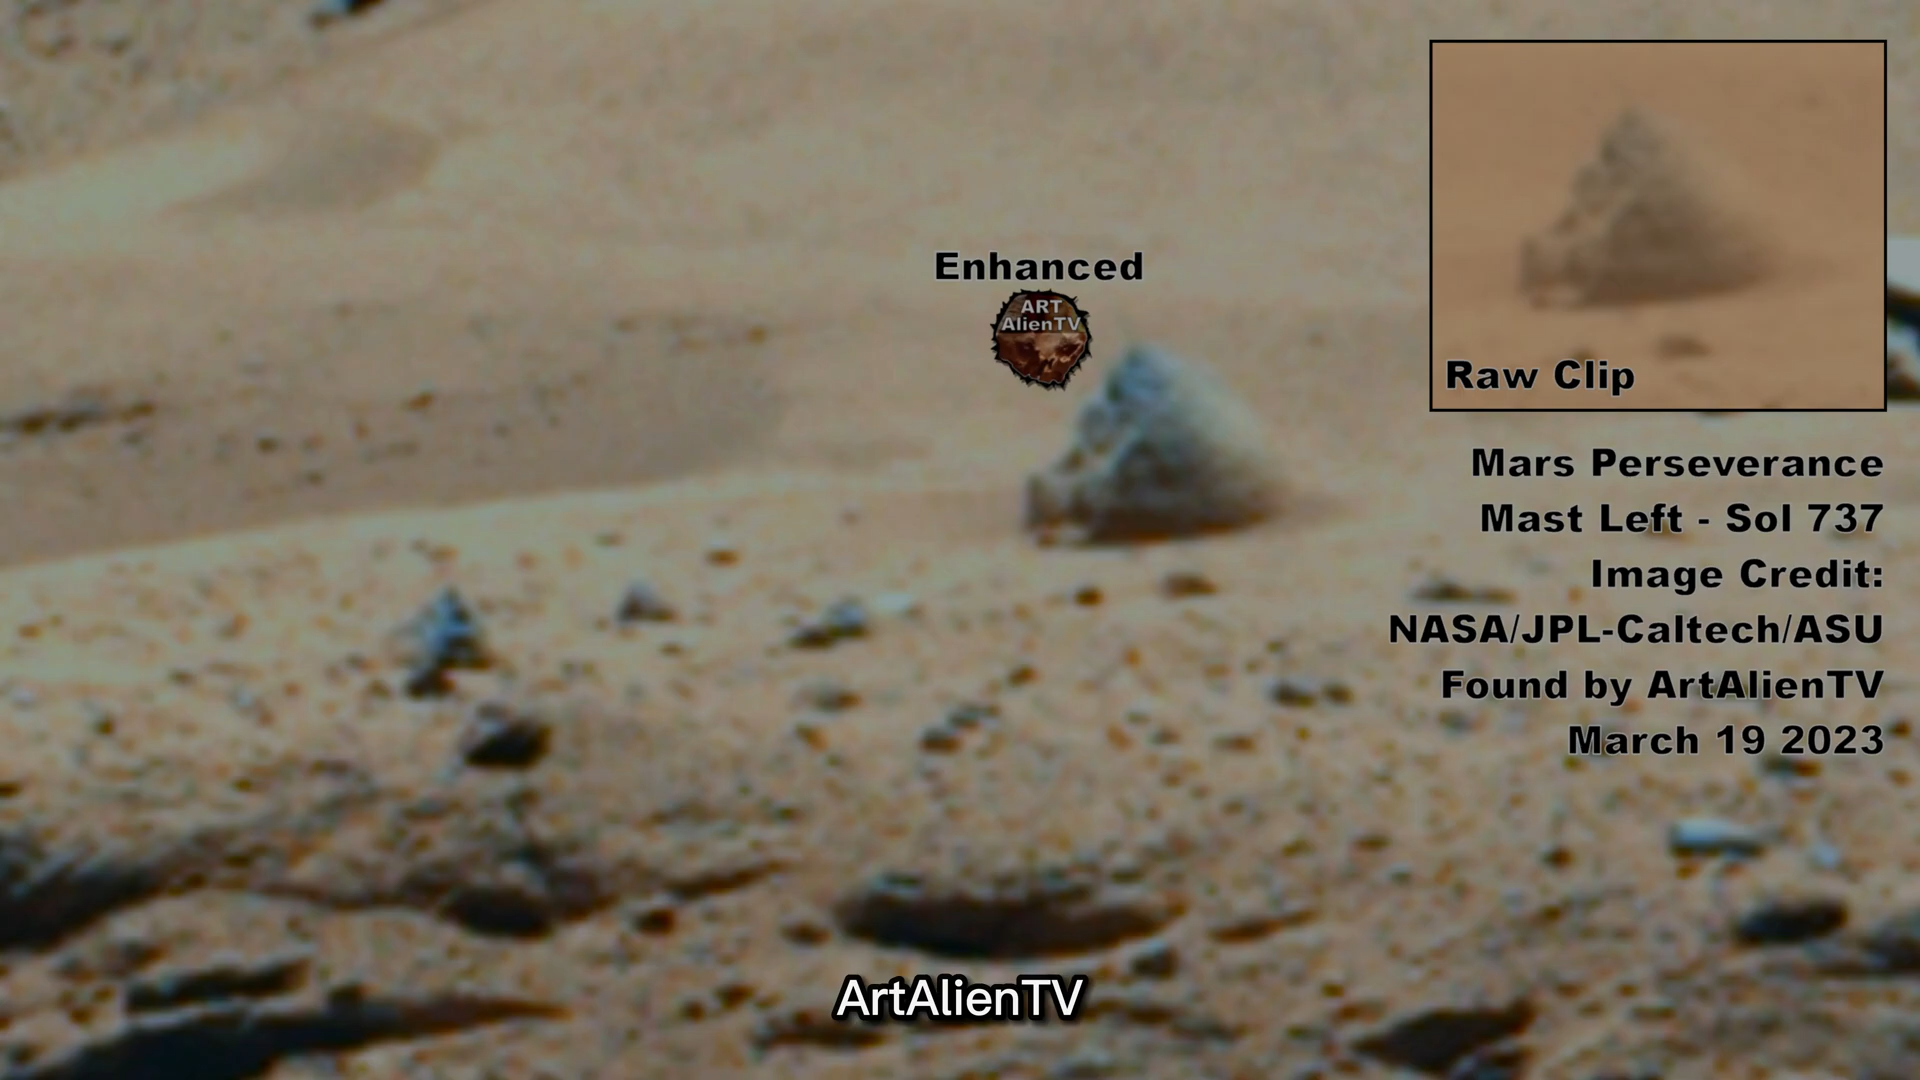 Enhanced
ART
AlienTV
Raw Clip
Mars Perseverance
Mast Left - Sol 737
Image Credit:
NASA/JPL-Caltech/ASU
Found by ArtAlienTV
March 19 2023
ArtAlienTV